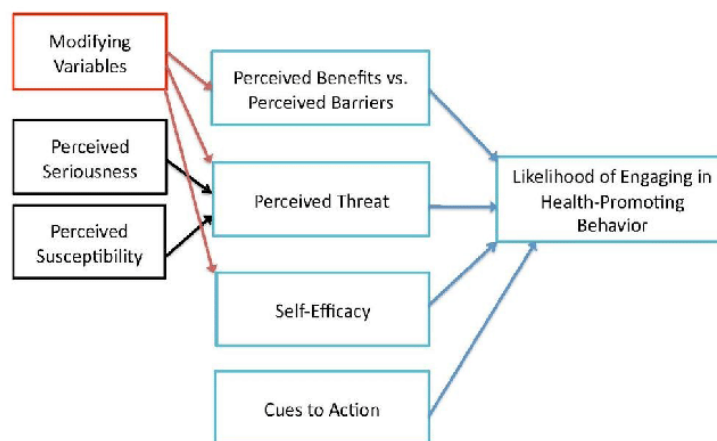 Modifying
Variables
Perceived Benefits vs.
Perceived Barriers
Perceived
Seriousness
Perceived Threat
Likelihood of Engaging in
Health-Promoting
Behavior
Perceived
Susceptibility
Self-Efficacy
Cues to Action